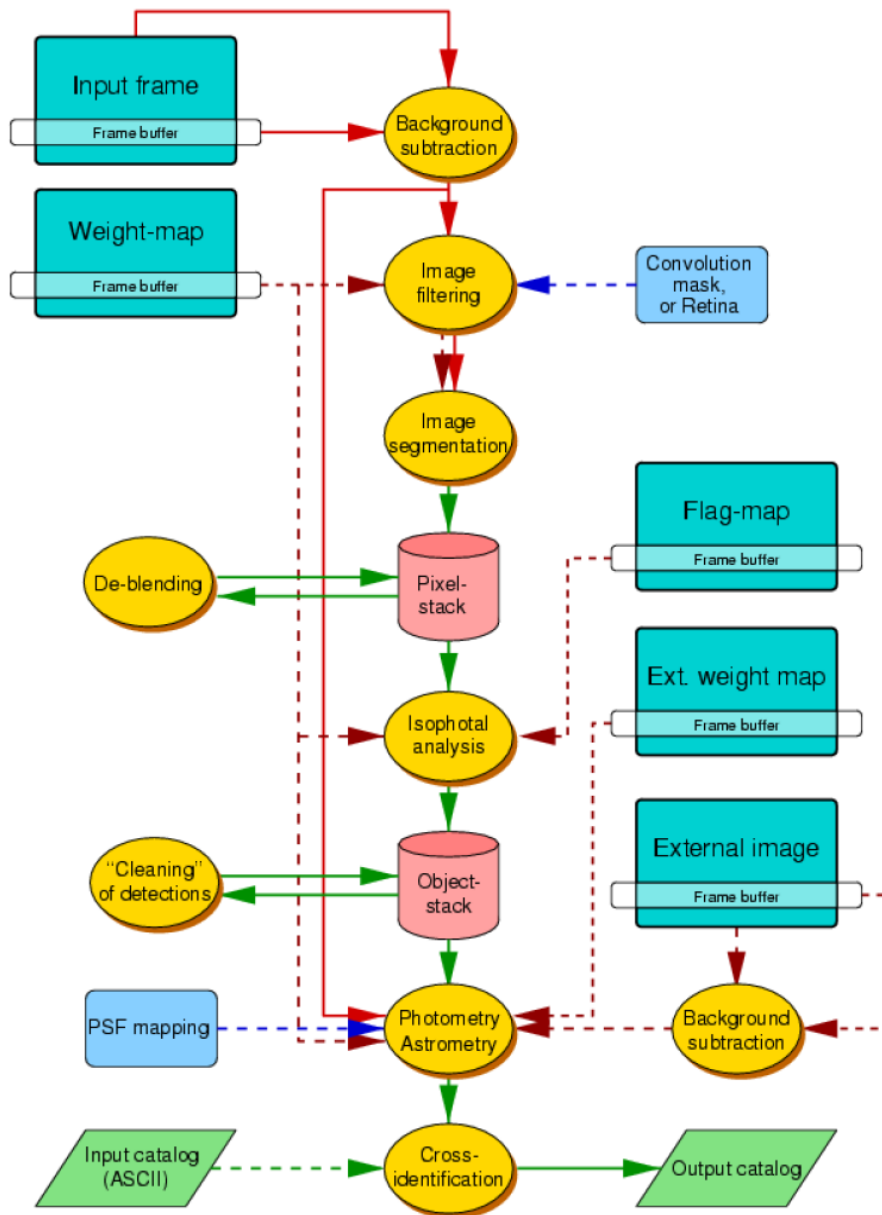 Input frame
Frame buffer
Background
subtraction
Weight-map
Frame buffer
Image
filtering
Convolution
mask,
or Retina
Image
segmentation
Flag-map
Frame buffer
De-blending
Pixel-
stack
Ext. weight map
Frame buffer
Isophotal
analysis
External image
Frame buffer
“Cleaning”
of detections
Object-
stack
PSF mapping
Photometry
Astrometry
Background
subtraction
Input catalog
(ASCII)
Cross-
identification
Output catalog